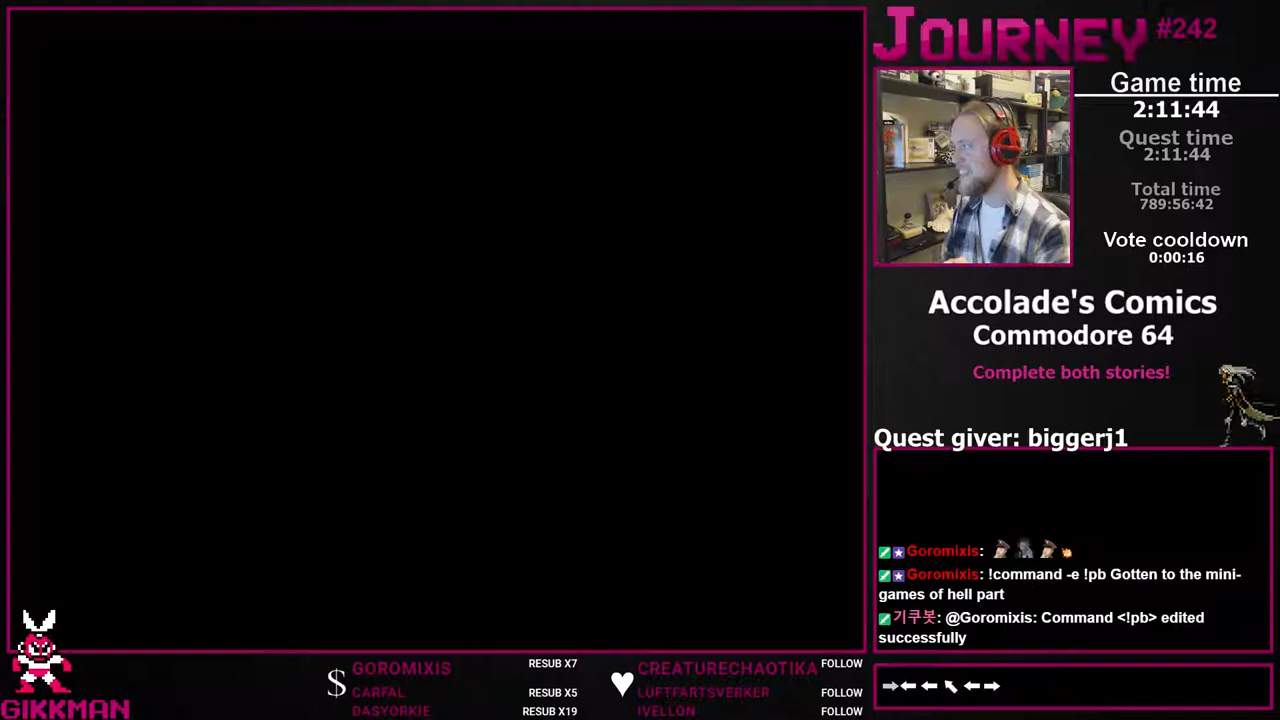 JOURNEY #242
Game time
2:11:44
Quest time
2:11:44
Total time
789:56:42
Vote cooldown
0:00:16
Accolade's Comics
Commodore 64
Complete both stories!
Quest giver: biggerj1
Goromixis:
Goromixis: !command -e !pb Gotten to the mini-
games of hell part
기쿠봇: @Goromixis: Command <!pb> edited
successfully
GIKKMAN
$ GOROMIXIS RESUB X7
CARFAL RESUB X5
DASYORKIE RESUB X19
CREATURECHAOTIKA FOLLOW
LUFTFARTSVERKER FOLLOW
IVELLON FOLLOW